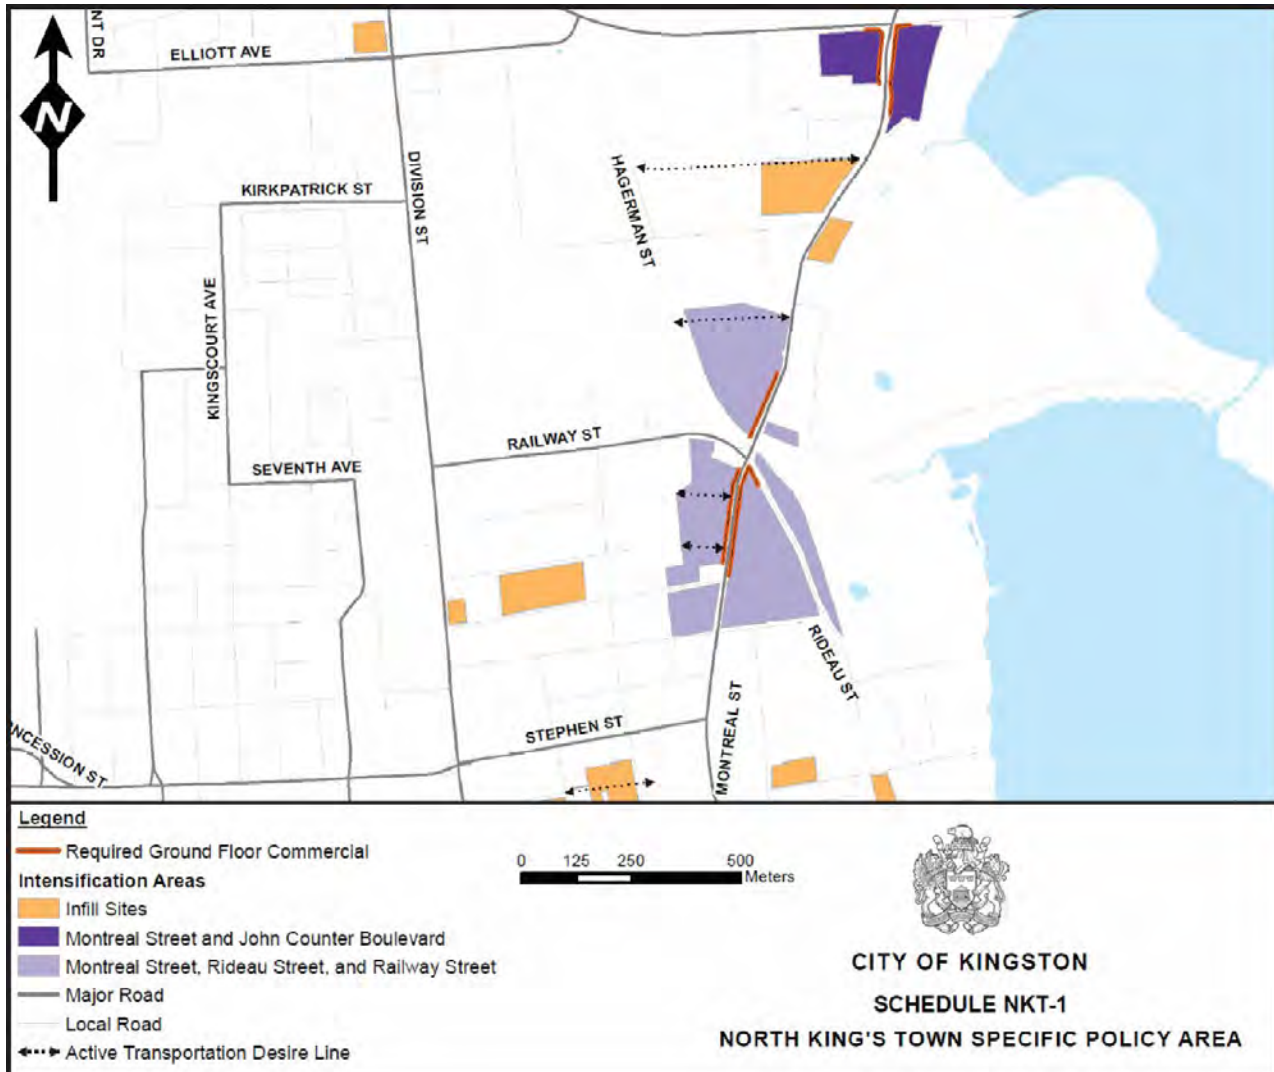 NT DR
ELLIOTT AVE
N
HAGERMAN ST
DIVISION ST
KIRKPATRICK ST
KINGSCOURT AVE
RAILWAY ST
SEVENTH AVE
RIDEAU ST
MONTREAL ST
STEPHEN ST
NCESSION ST
Legend
Required Ground Floor Commercial
Intensification Areas
Infill Sites
Montreal Street and John Counter Boulevard
Montreal Street, Rideau Street, and Railway Street
Major Road
Local Road
Active Transportation Desire Line
0 125 250 500
Meters
CITY OF KINGSTON
SCHEDULE NKT-1
NORTH KING'S TOWN SPECIFIC POLICY AREA